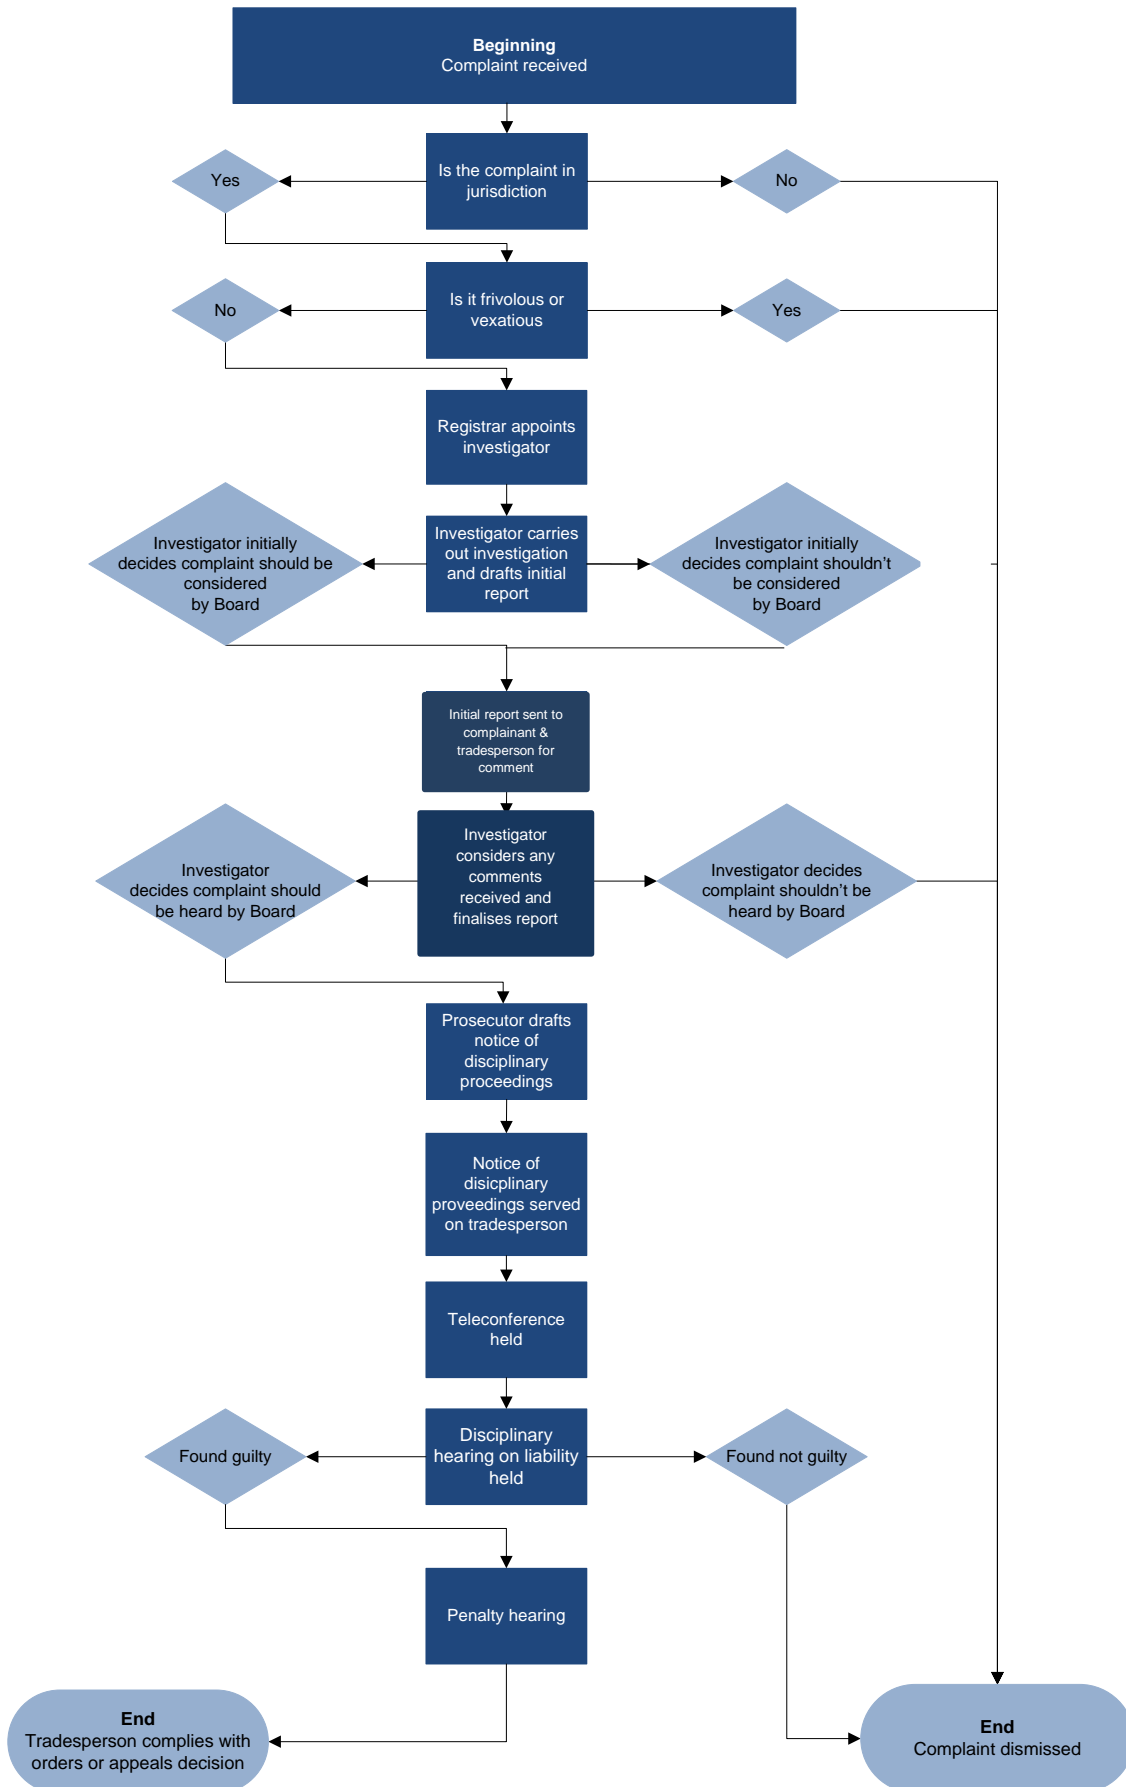 Beginning
Complaint received
Is the complaint in
jurisdiction
Yes
No
Is it frivolous or
vexatious
No
Yes
Registrar appoints
investigator
Investigator initially
decides complaint should be
considered
by Board
Investigator carries
out investigation
and drafts initial
report
Investigator initially
decides complaint shouldn't
be considered
by Board
Initial report sent to
complainant &
tradesperson for
comment
Investigator
decides complaint should
be heard by Board
Investigator
considers any
comments
received and
finalises report
Investigator decides
complaint shouldn't be
heard by Board
Prosecutor drafts
notice of
disciplinary
proceedings
Notice of
disicplinary
proveedings served
on tradesperson
Teleconference
held
Found guilty
Disciplinary
hearing on liability
held
Found not guilty
Penalty hearing
End
Tradesperson complies with
orders or appeals decision
End
Complaint dismissed